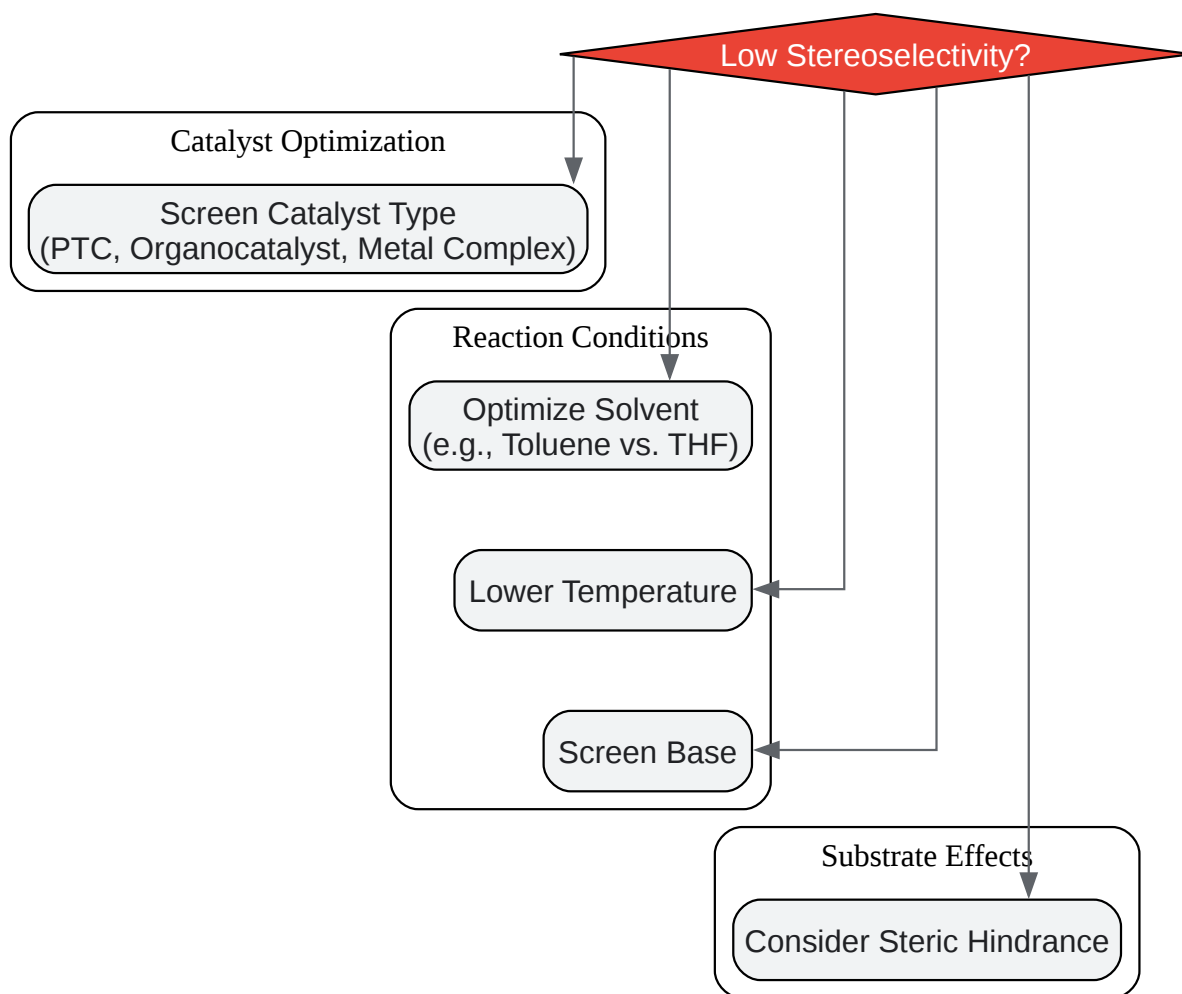 Low Stereoselectivity?
Catalyst Optimization
Screen Catalyst Type
(PTC, Organocatalyst, Metal Complex)
Reaction Conditions
Optimize Solvent
(e.g., Toluene vs. THF)
Lower Temperature
Screen Base
Substrate Effects
Consider Steric Hindrance